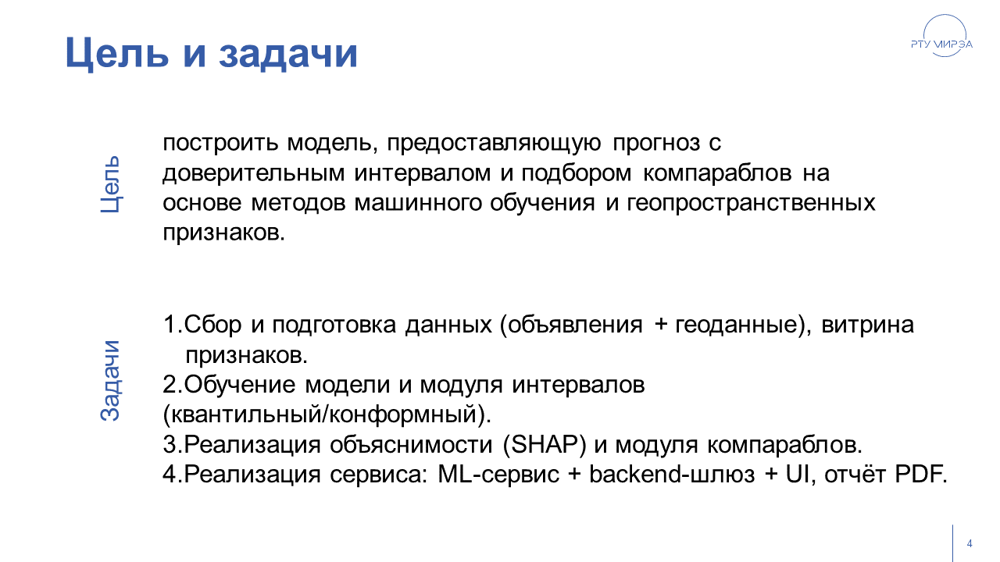 Цель и задачи
РТУ МИРЭА
Цель
построить модель, предоставляющую прогноз с
доверительным интервалом и подбором компараблов на
основе методов машинного обучения и геопространственных
признаков.
Задачи
1.Сбор и подготовка данных (объявления + геоданные), витрина
признаков.
2.Обучение модели и модуля интервалов
(квантильный/конформный).
3.Реализация объяснимости (SHAP) и модуля компараблов.
4.Реализация сервиса: ML-сервис + backend-шлюз + UI, отчёт PDF.
4